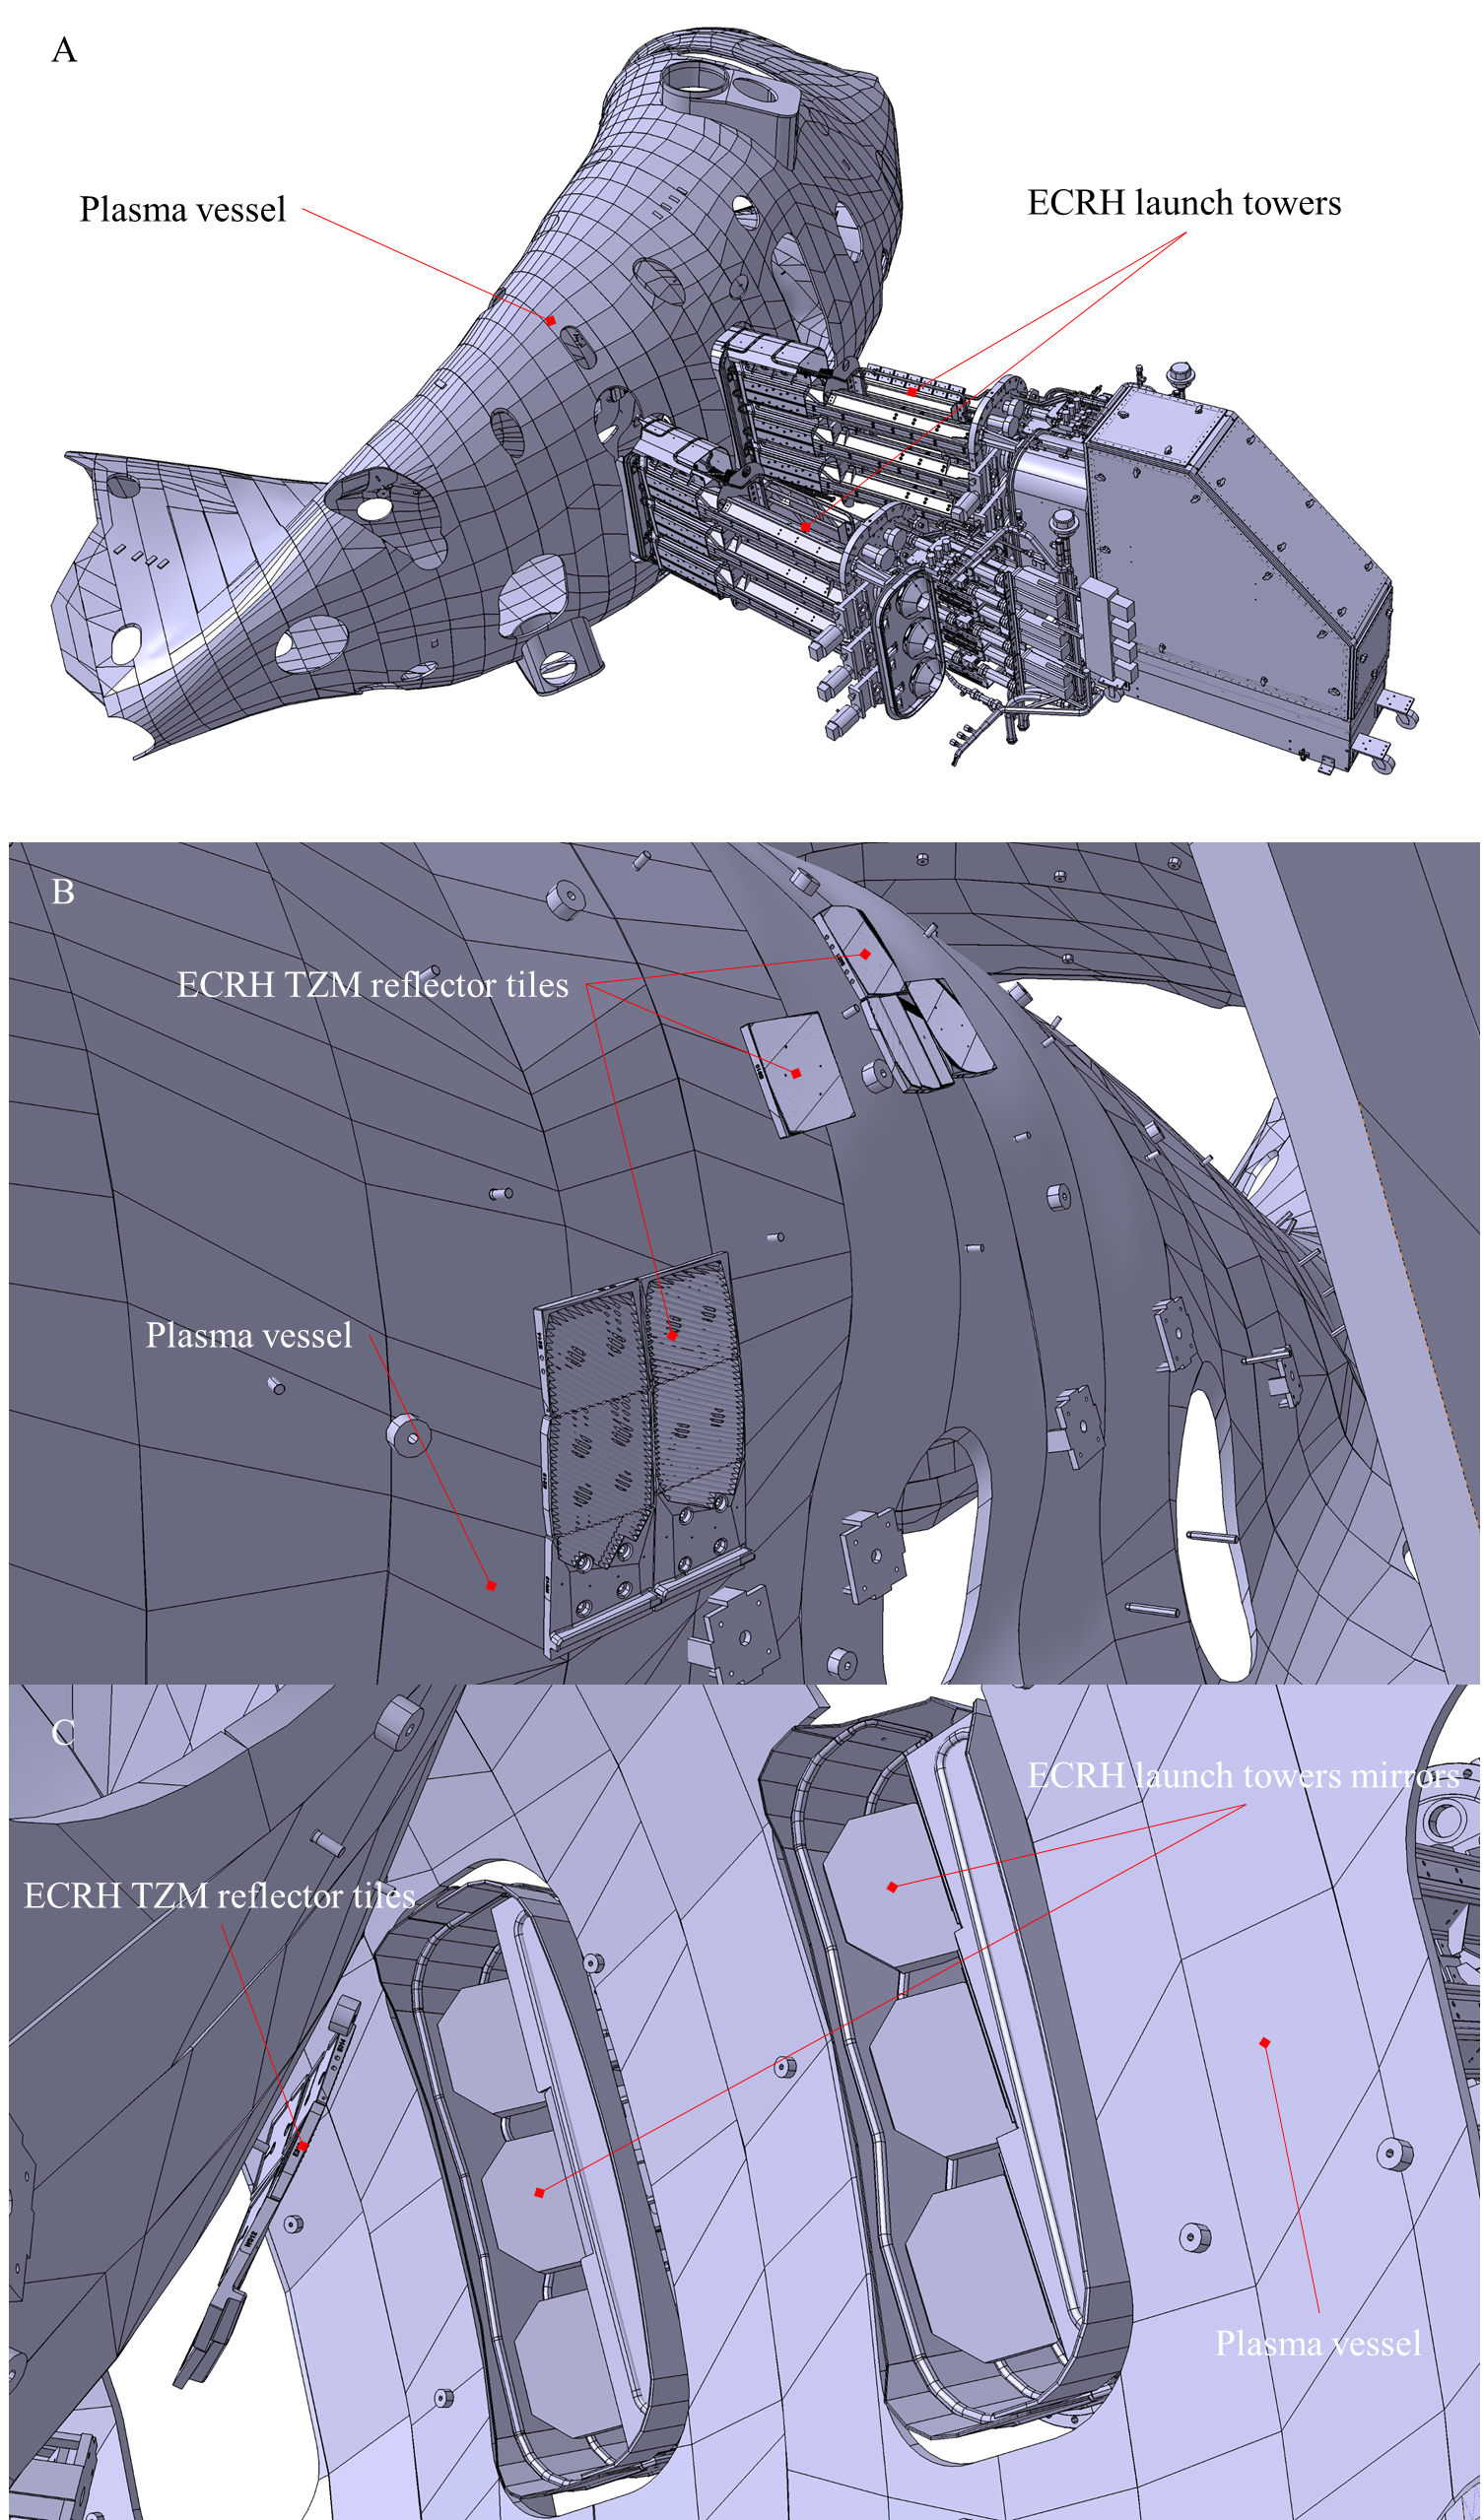 A
Plasma vessel
ECRH launch towers
B
ECRH TZM reflector tiles
Plasma vessel
C
ECRH launch towers mirrors
ECRH TZM reflector tiles
Plasma vessel